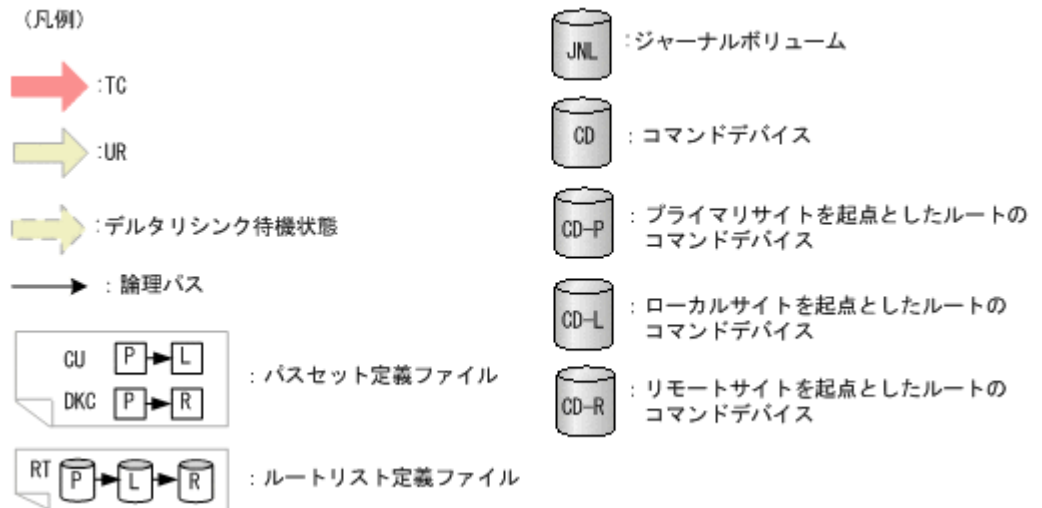 (凡例)
:TC
:UR
:デルタリシンク待機状態
:論理パス
CU P L
DKC P R
:パスセット定義ファイル
RT P L R
:ルートリスト定義ファイル
JNL :ジャーナルボリューム
CD :コマンドデバイス
CD-P :プライマリサイトを起点としたルートの
コマンドデバイス
CD-L :ローカルサイトを起点としたルートの
コマンドデバイス
CD-R :リモートサイトを起点としたルートの
コマンドデバイス